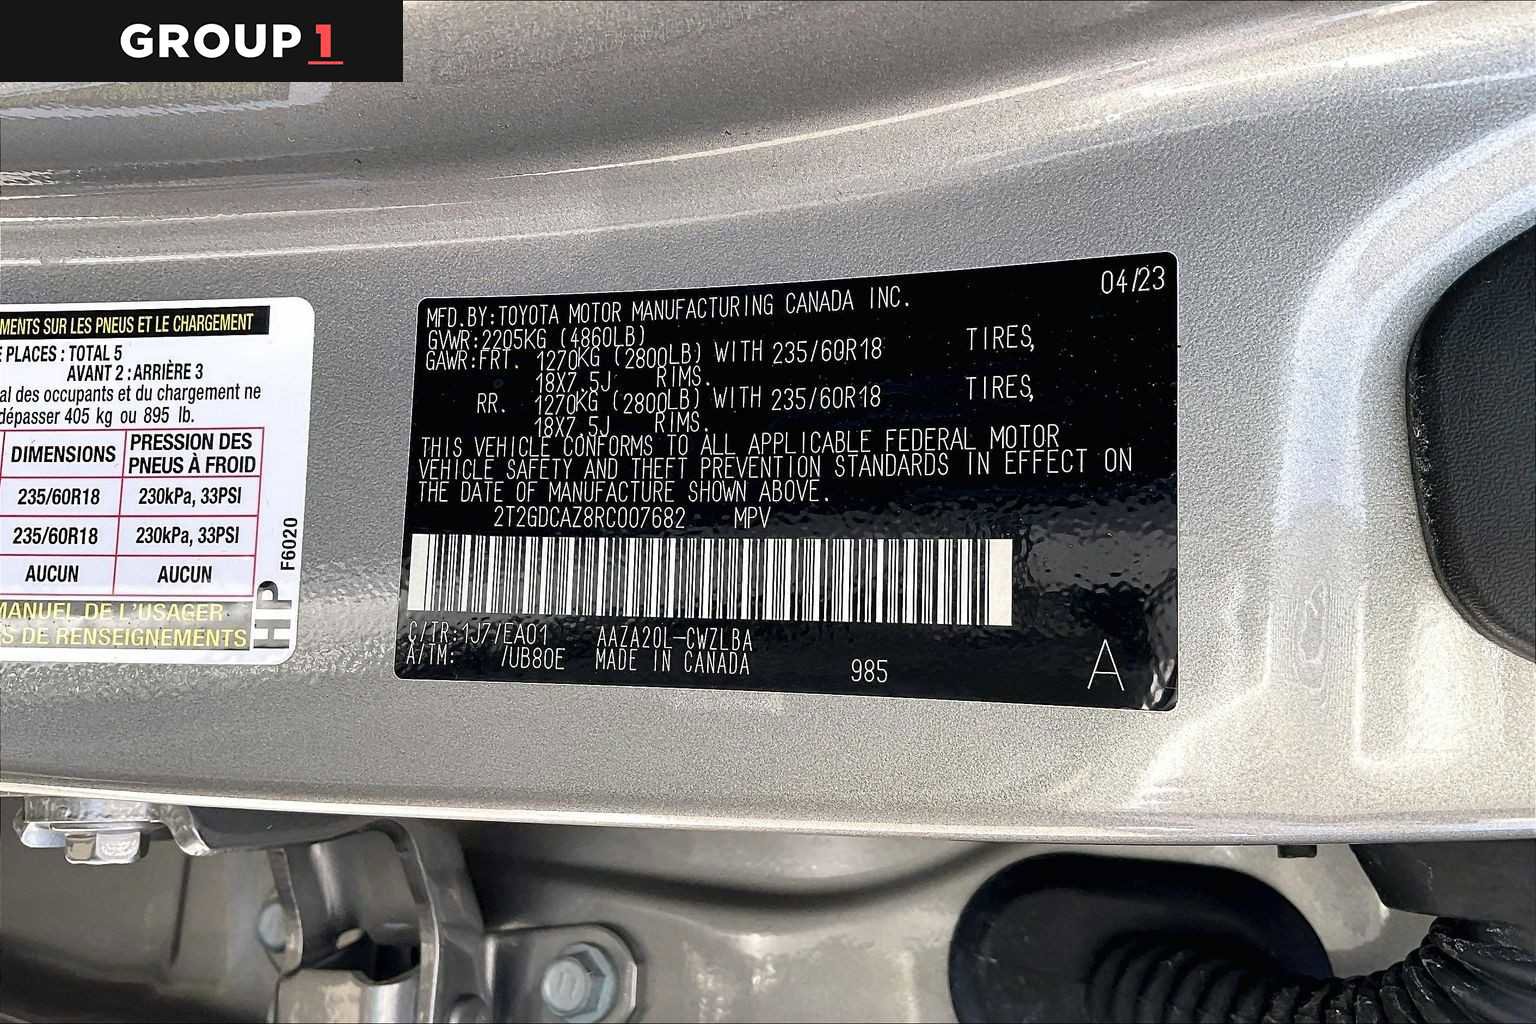 GROUP 1
MENTS SUR LES PNEUS ET LE CHARGEMENT
PLACES : TOTAL 5
AVANT 2 : ARRIÈRE 3
al des occupants et du chargement ne
dépasser 405 kg ou 895 lb.
DIMENSIONS PRESSION DES PNEUS À FROID
235/60R18 230kPa, 33PSI
235/60R18 230kPa, 33PSI
AUCUN AUCUN
MANUEL DE L'USAGER
S DE RENSEIGNEMENTS
F6020
HP
04/23
MFD.BY:TOYOTA MOTOR MANUFACTURING CANADA INC.
GVWR:2205KG (4860LB)
GAWR:FRT. 1270KG (2800LB) WITH 235/60R18 TIRES,
18X7.5J RIMS.
RR. 1270KG (2800LB) WITH 235/60R18 TIRES,
18X7.5J RIMS.
THIS VEHICLE CONFORMS TO ALL APPLICABLE FEDERAL MOTOR
VEHICLE SAFETY AND THEFT PREVENTION STANDARDS IN EFFECT ON
THE DATE OF MANUFACTURE SHOWN ABOVE.
2T2GDCAZ8RC007682 MPV
C/TR:1J7/EA01 AAZA20L-CWZLBA
A/TM: /UB80E MADE IN CANADA
985
A